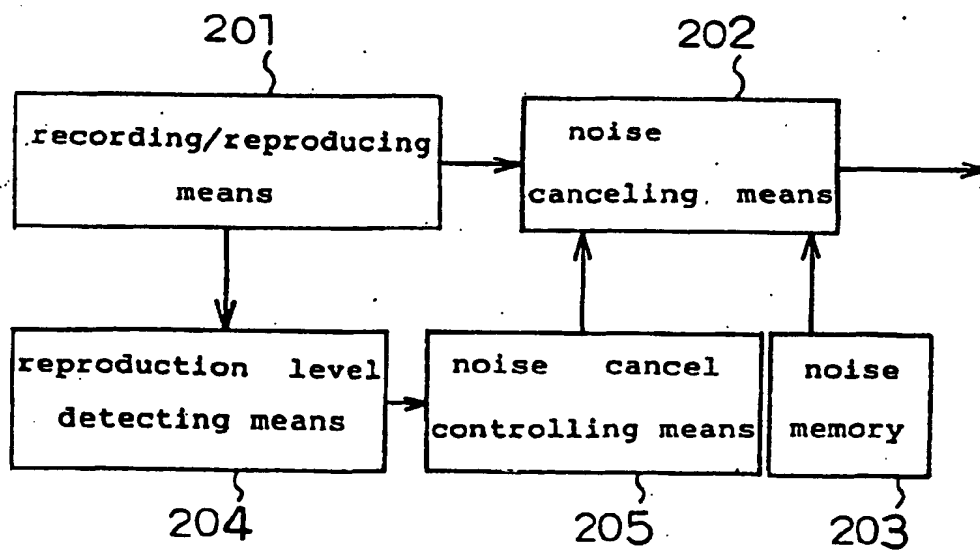 201
202
recording/reproducing
means
noise
canceling means
reproduction level
detecting means
noise cancel
controlling means
noise
memory
204
205
203